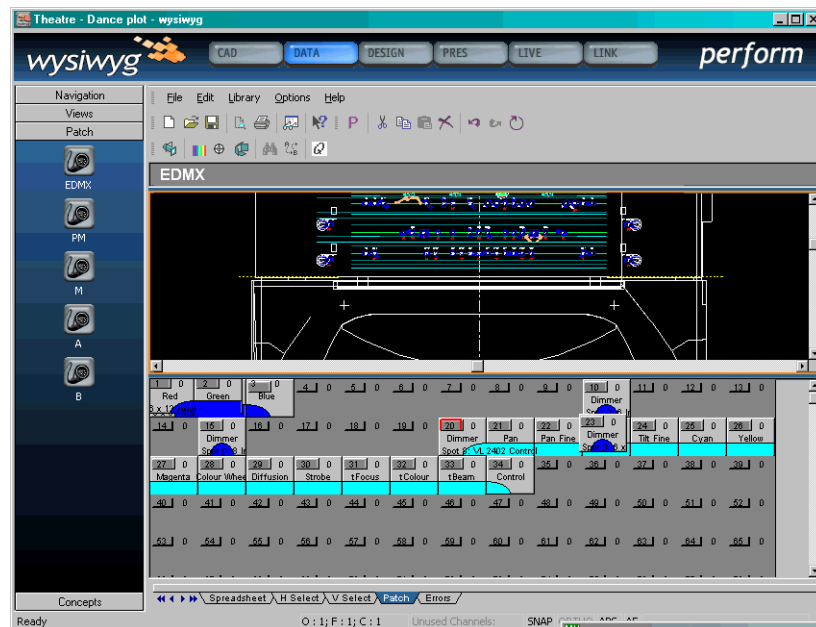 Theatre - Dance plot - wysiwyg
wysiwyg CAD DATA DESIGN PRES LIVE LINK perform
Navigation
Views
Patch
EDMX
PM
M
A
B
Concepts
File Edit Library Options Help
P Q
EDMX
1 0 2 0 3 0 4 0 5 0 6 0 7 0 8 0 9 0 10 0 11 0 12 0 13 0
Red Green Blue Dimmer
14 0 15 0 16 0 17 0 18 0 19 0 20 0 21 0 22 0 23 0 24 0 25 0 26 0
Dimmer Dimmer Pan Pan Fine Dimmer Tilt Fine Cyan Yellow
VL 2402 Control
27 0 28 0 29 0 30 0 31 0 32 0 33 0 34 0 35 0 36 0 37 0 38 0 39 0
Magenta Colour Whee Diffusion Strobe tFocus tColour tBeam Control
40 0 41 0 42 0 43 0 44 0 45 0 46 0 47 0 48 0 49 0 50 0 51 0 52 0
53 0 54 0 55 0 56 0 57 0 58 0 59 0 60 0 61 0 62 0 63 0 64 0 65 0
Spreadsheet H Select V Select Patch Errors
Ready O : 1; F : 1; C : 1 Unused Channels: SNAP